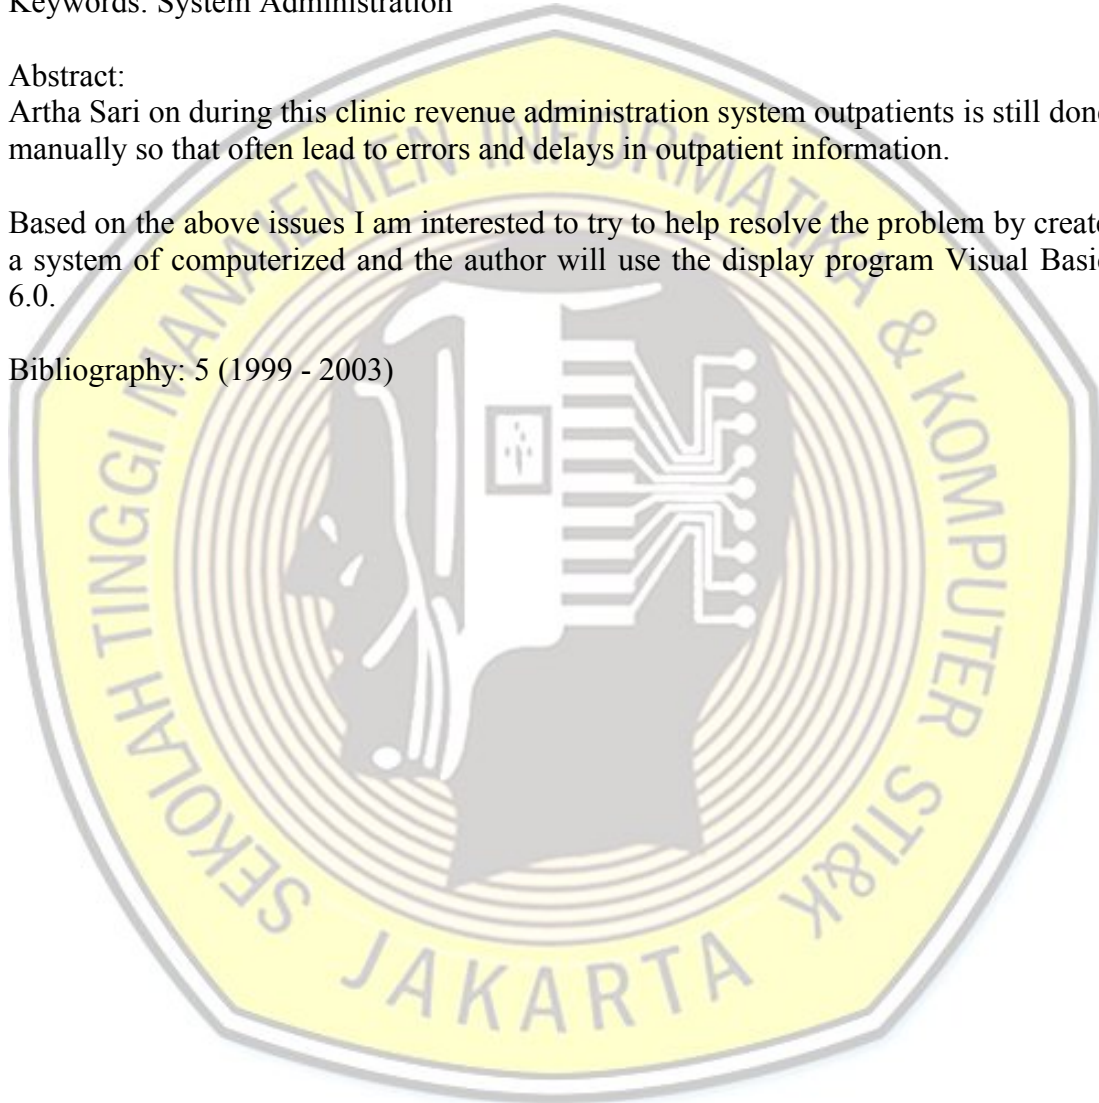 Keywords: System Administration
Abstract:
Artha Sari on during this clinic revenue administration system outpatients is still done
manually so that often lead to errors and delays in outpatient information.
Based on the above issues I am interested to try to help resolve the problem by create
a system of computerized and the author will use the display program Visual Basic
6.0.
Bibliography: 5 (1999 - 2003)
SEKOLAH TINGGI MANAJEMEN INFORMATIKA & KOMPUTER STI&K
JAKARTA